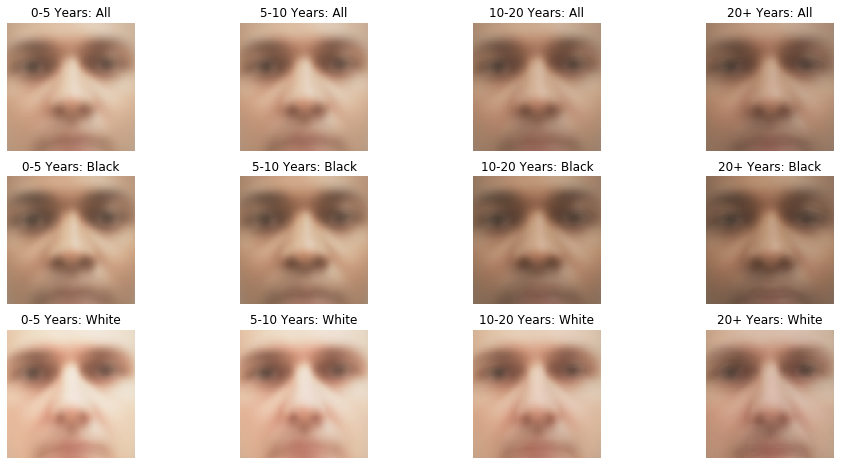 0-5 Years: All
5-10 Years: All
10-20 Years: All
20+ Years: All
0-5 Years: Black
5-10 Years: Black
10-20 Years: Black
20+ Years: Black
0-5 Years: White
5-10 Years: White
10-20 Years: White
20+ Years: White